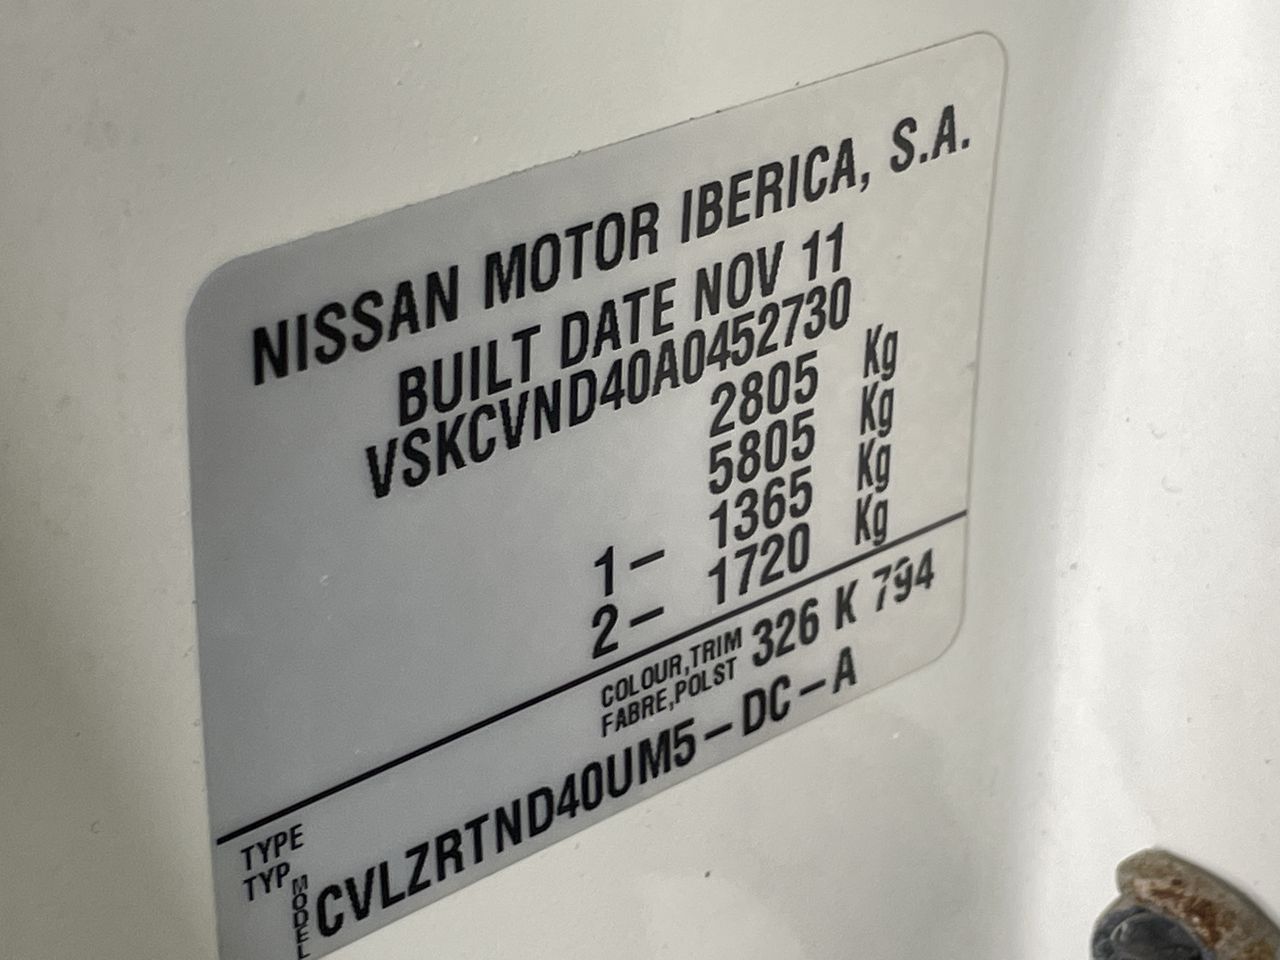 NISSAN MOTOR IBERICA, S.A.
BUILT DATE NOV 11
VSKCVND40A0452730
2805 Kg
5805 Kg
1- 1365 Kg
2- 1720 Kg
COLOUR,TRIM 326 K 794
FABRE,POLST
TYPE
TYP
MODEL CVLZRTND40UM5-DC-A